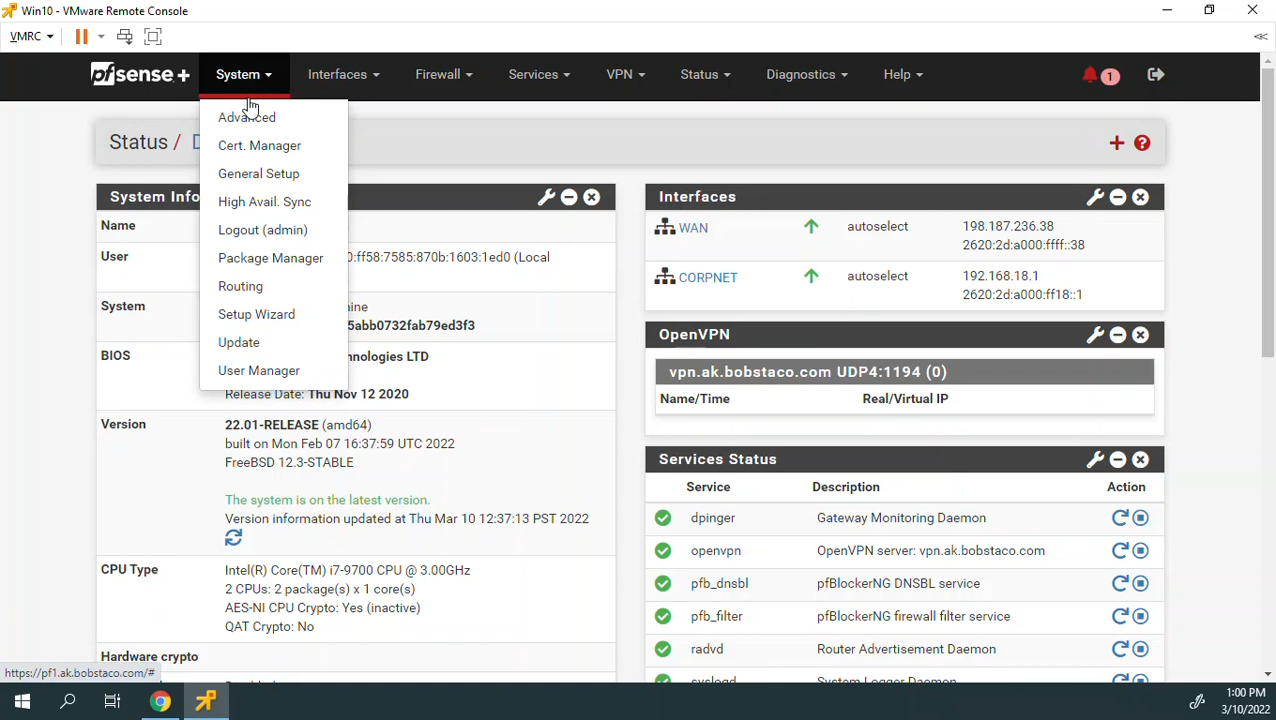 Win10 - VMware Remote Console
VMRC
pfsense+ System Interfaces Firewall Services VPN Status Diagnostics Help 1
Advanced
Cert. Manager
General Setup
High Avail. Sync
Logout (admin)
Package Manager
Routing
Setup Wizard
Update
User Manager
Status / D
System Info
Name
User 0:ff58:7585:870b:1603:1ed0 (Local
System
5abb0732fab79ed3f3
BIOS hnologies LTD
Release Date: Thu Nov 12 2020
Version 22.01-RELEASE (amd64)
built on Mon Feb 07 16:37:59 UTC 2022
FreeBSD 12.3-STABLE
The system is on the latest version.
Version information updated at Thu Mar 10 12:37:13 PST 2022
CPU Type Intel(R) Core(TM) i7-9700 CPU @ 3.00GHz
2 CPUs: 2 package(s) x 1 core(s)
AES-NI CPU Crypto: Yes (inactive)
QAT Crypto: No
Hardware crypto
Interfaces
WAN autoselect 198.187.236.38
2620:2d:a000:ffff::38
CORPNET autoselect 192.168.18.1
2620:2d:a000:ff18::1
OpenVPN
vpn.ak.bobstaco.com UDP4:1194 (0)
Name/Time Real/Virtual IP
Services Status
Service Description Action
dpinger Gateway Monitoring Daemon
openvpn OpenVPN server: vpn.ak.bobstaco.com
pfb_dnsbl pfBlockerNG DNSBL service
pfb_filter pfBlockerNG firewall filter service
radvd Router Advertisement Daemon
syslogd System Logger Daemon
https://pf1.ak.bobstaco.com/#
1:00 PM
3/10/2022